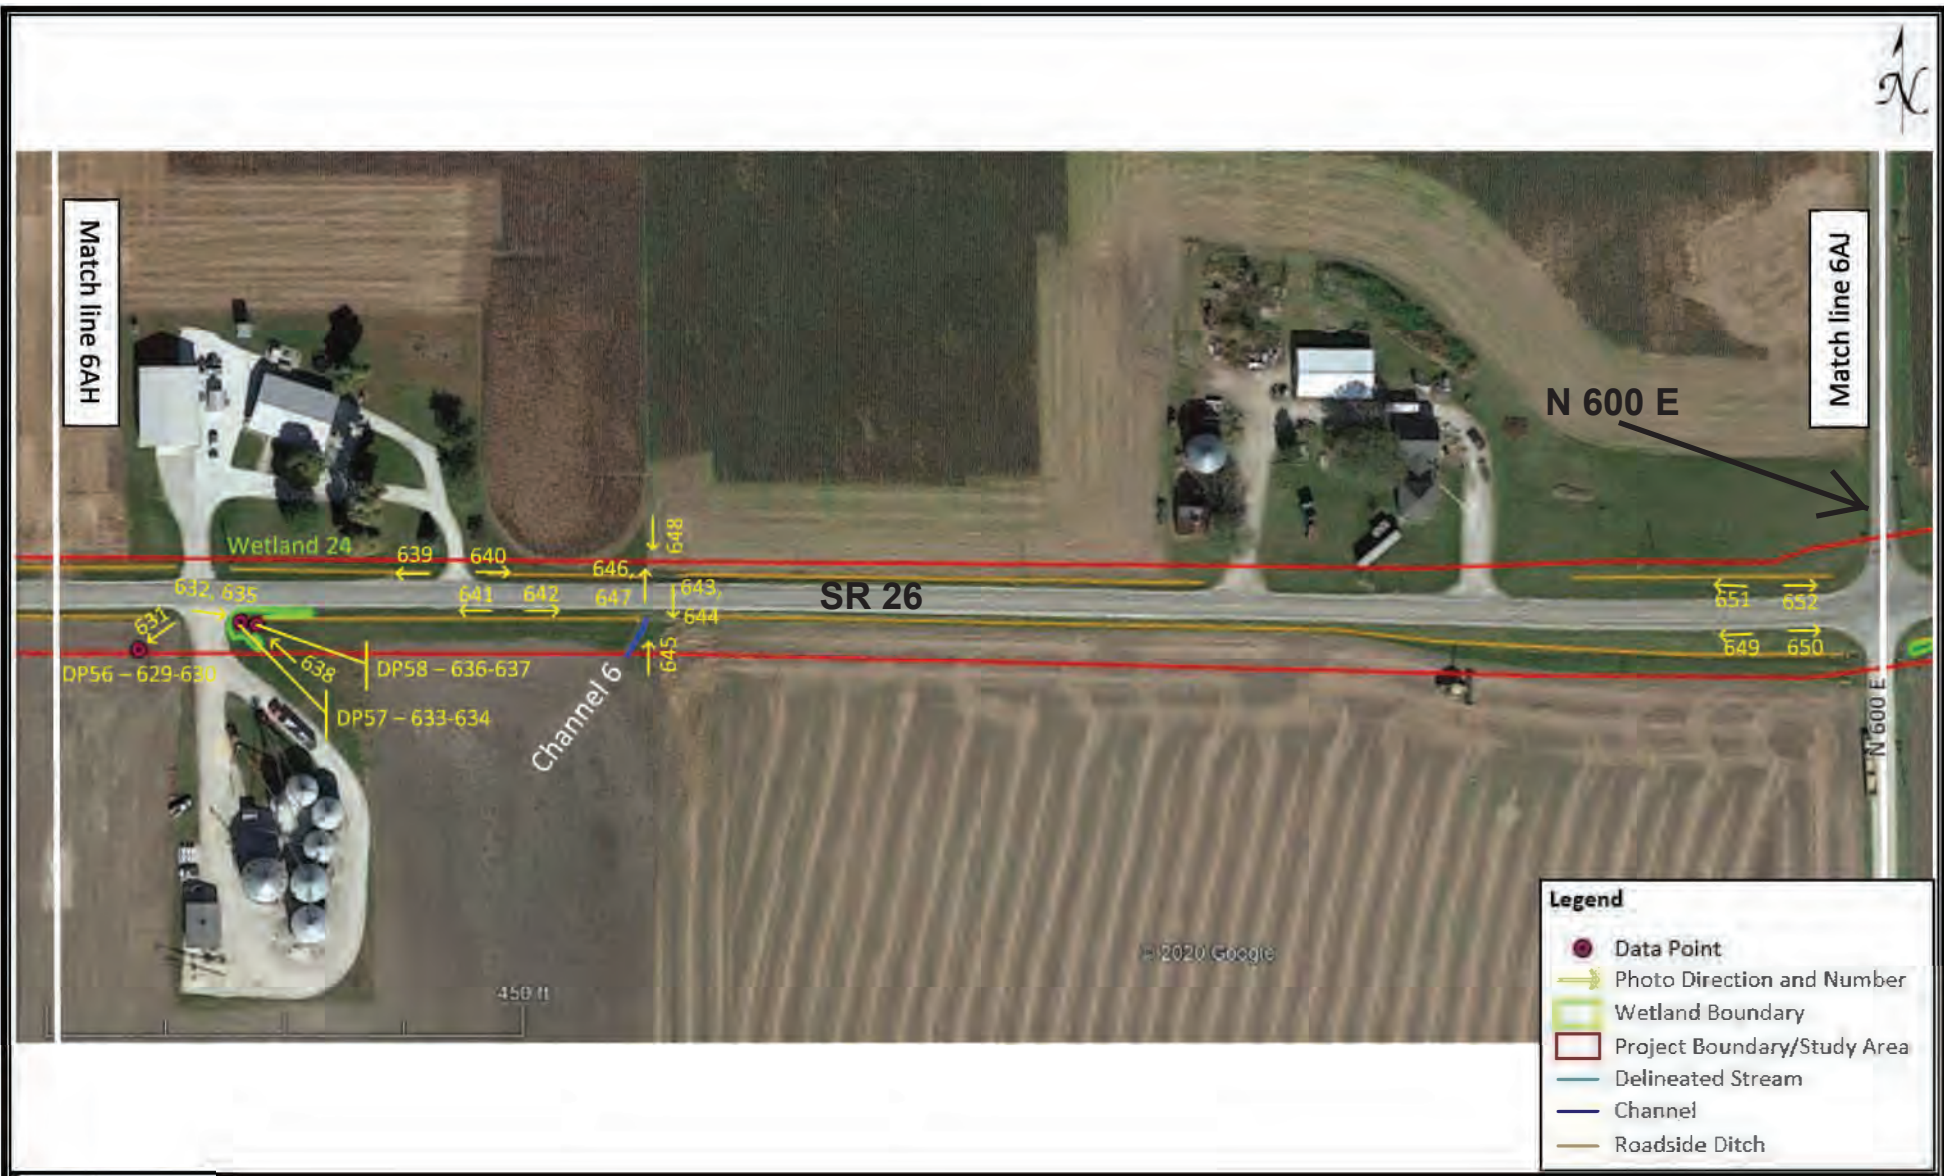 N
Match line 6AH
Match line 6AJ
N 600 E
Wetland 24
639
640
646,
647
648
632, 635
641
642
643,
644
SR 26
651
652
631
645
649
650
DP56 – 629-630
638
DP58 – 636-637
DP57 – 633-634
Channel 6
N 600 E
© 2020 Google
450 ft
Legend
Data Point
Photo Direction and Number
Wetland Boundary
Project Boundary/Study Area
Delineated Stream
Channel
Roadside Ditch